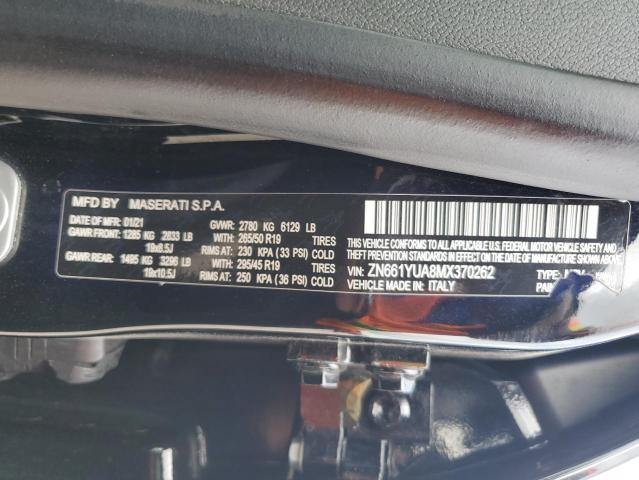 MFD BY MASERATI S.P.A.
DATE OF MFR: 01/21 GVWR: 2780 KG 6129 LB
GAWR FRONT: 1285 KG 2833 LB WITH 265/50 R19 TIRES
19x8.5J RIMS AT: 230 KPA (33 PSI) COLD
GAWR REAR: 1495 KG 3296 LB WITH 295/45 R19 TIRES
19x10.5J RIMS AT: 250 KPA (36 PSI) COLD
THIS VEHICLE CONFORMS TO ALL APPLICABLE U.S. FEDERAL MOTOR VEHICLE SAFETY, BUMPER, AND
THEFT PREVENTION STANDARDS IN EFFECT ON THE DATE OF MANUFACTURE SHOWN ABOVE.
VIN: ZN661YUA8MX370262 TYPE:
VEHICLE MADE IN: ITALY